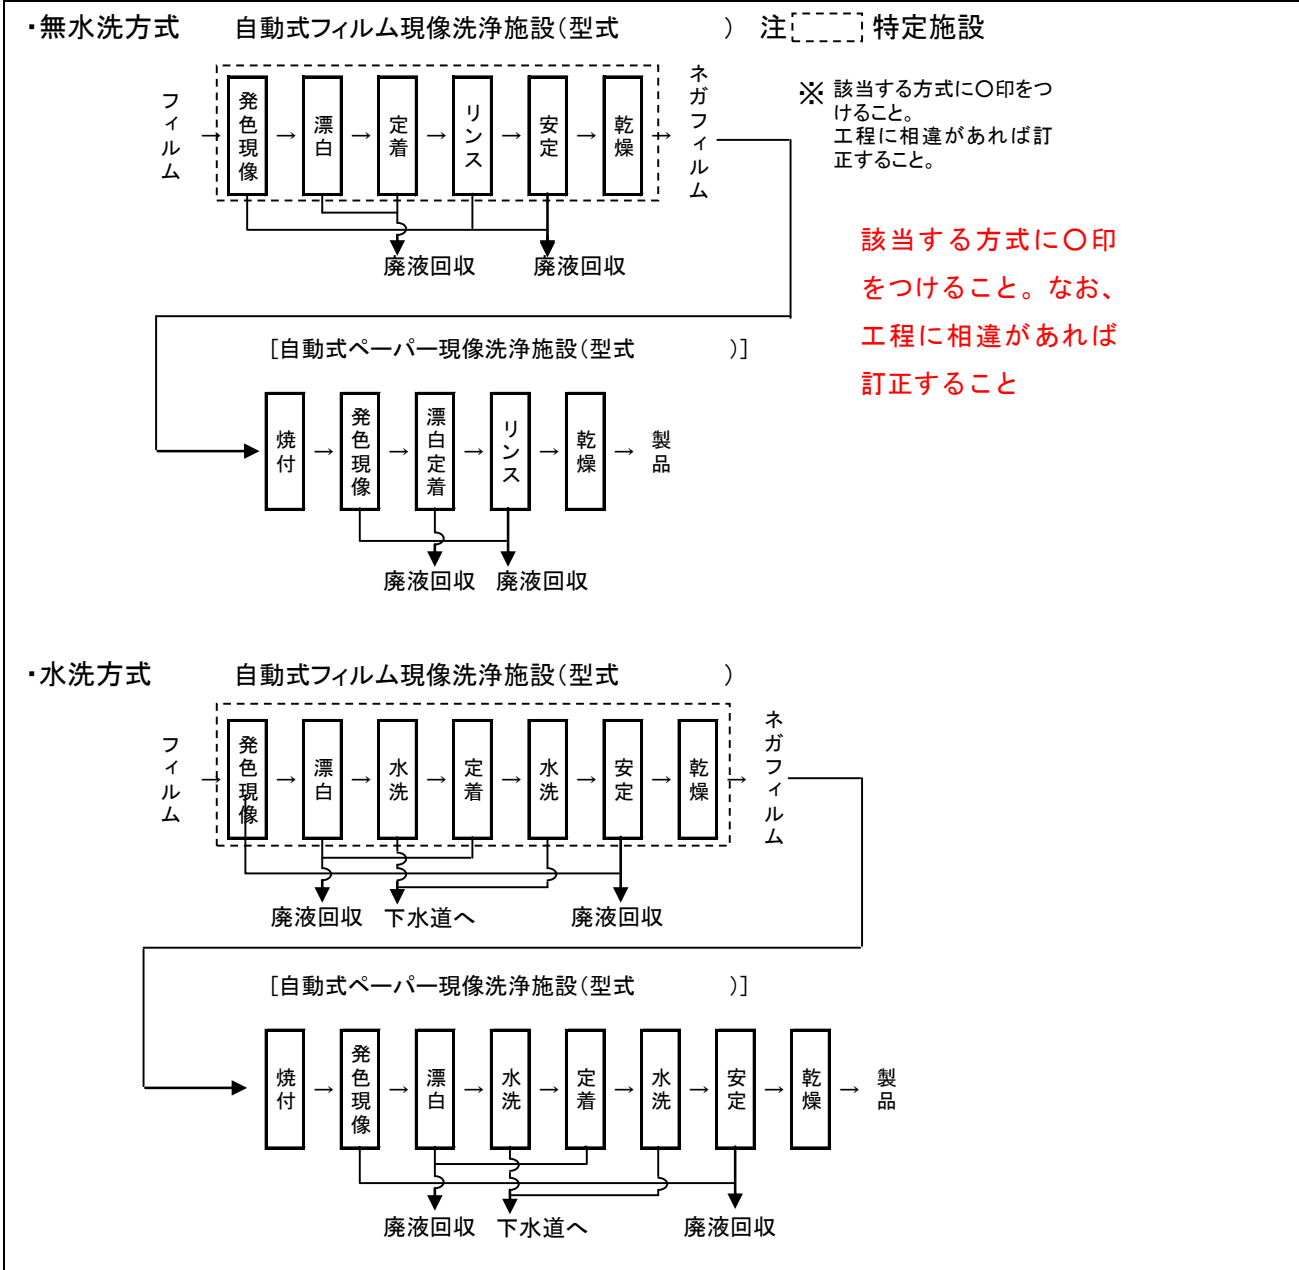 ・無水洗方式 自動式フィルム現像洗浄施設(型式 ) 注 特定施設
※ 該当する方式に〇印をつ
けること。
工程に相違があれば訂
正すること。
フィルム → 発色現像 → 漂白 → 定着 → リンス → 安定 → 乾燥 → ネガフィルム
廃液回収 廃液回収
該当する方式に〇印
をつけること。なお、
工程に相違があれば
訂正すること
[自動式ペーパー現像洗浄施設(型式 )]
焼付 → 発色現像 → 漂白定着 → リンス → 乾燥 → 製品
廃液回収 廃液回収
・水洗方式 自動式フィルム現像洗浄施設(型式 )
フィルム → 発色現像 → 漂白 → 水洗 → 定着 → 水洗 → 安定 → 乾燥 → ネガフィルム
廃液回収 下水道へ 廃液回収
[自動式ペーパー現像洗浄施設(型式 )]
焼付 → 発色現像 → 漂白 → 水洗 → 定着 → 水洗 → 安定 → 乾燥 → 製品
廃液回収 下水道へ 廃液回収